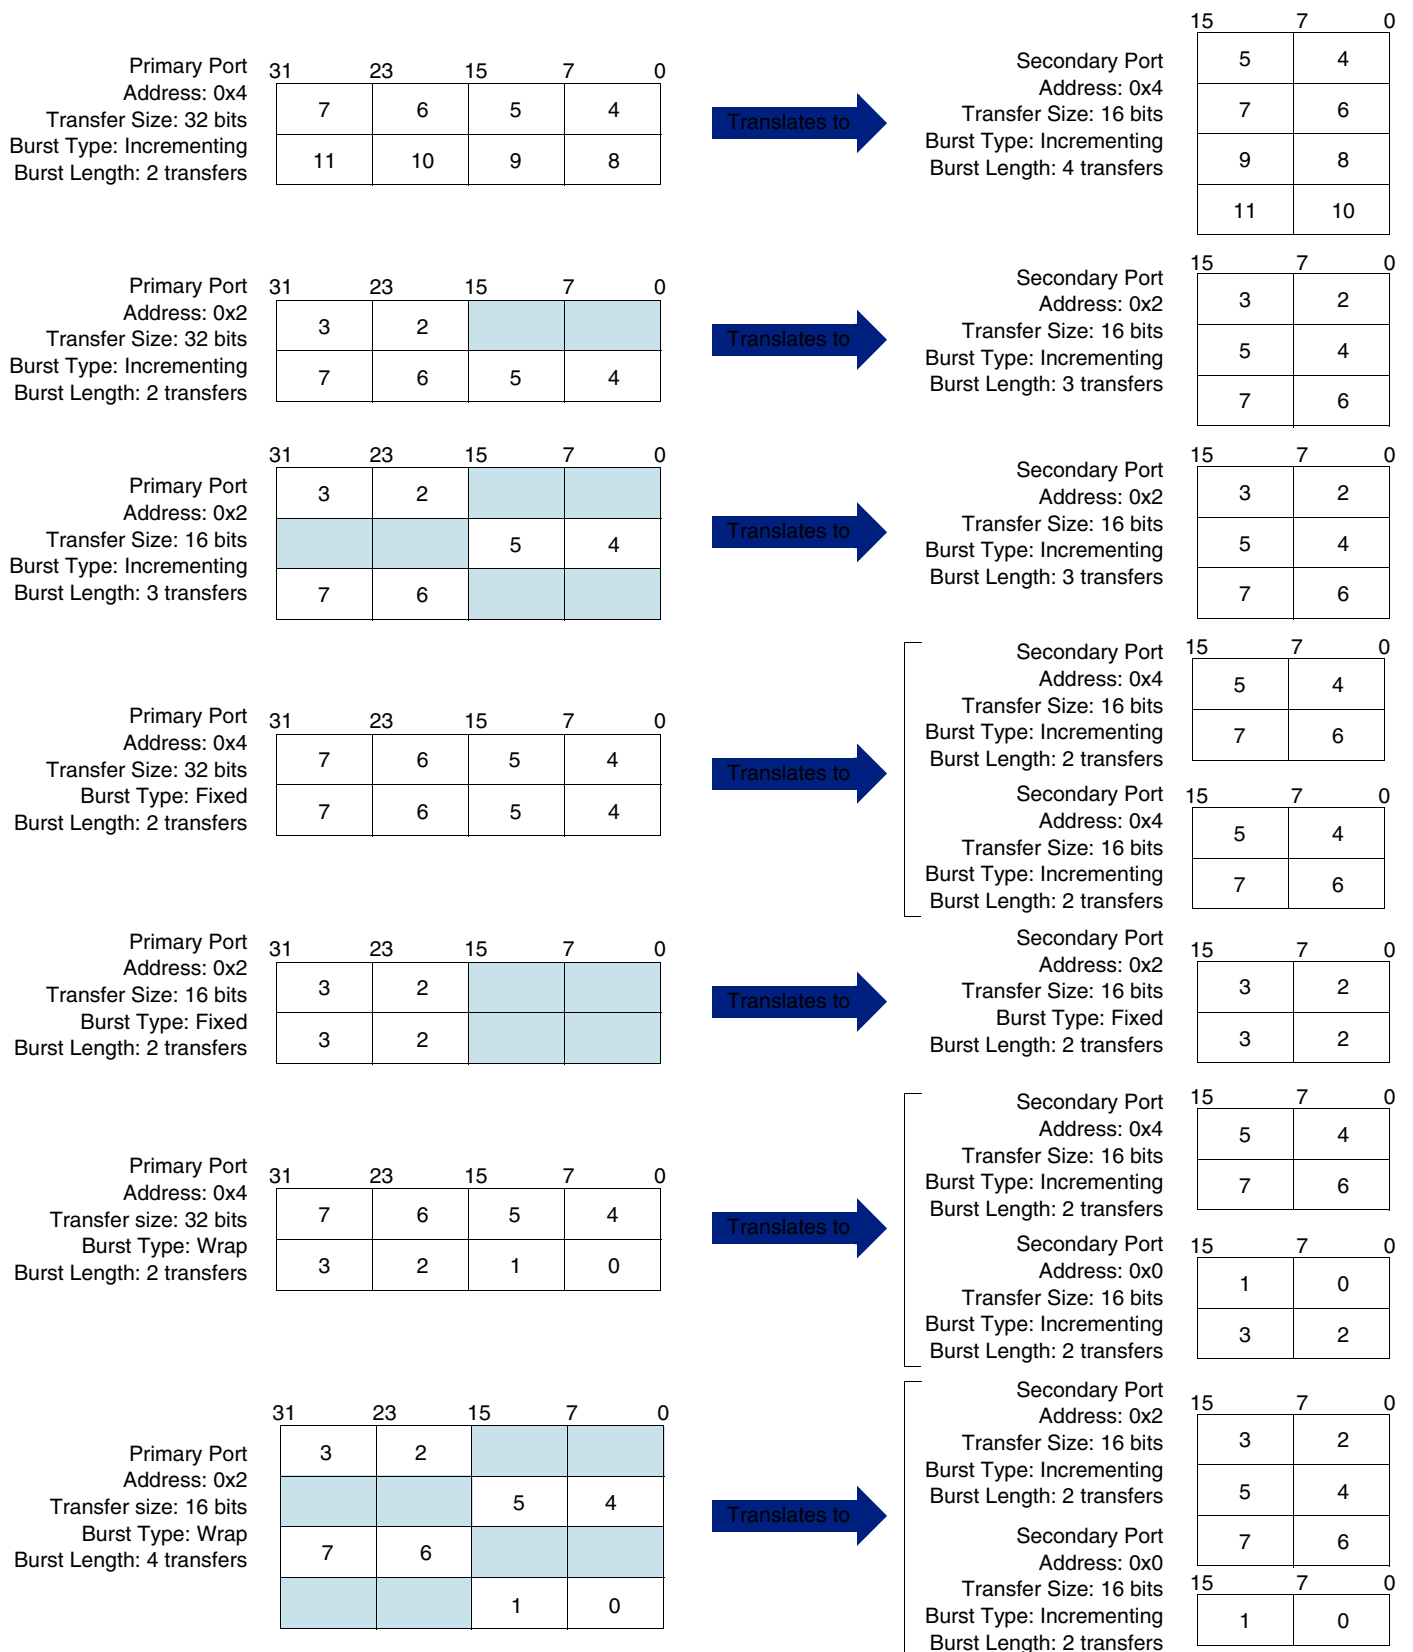 15 7 0
Primary Port
Address: 0x4
Transfer Size: 32 bits
Burst Type: Incrementing
Burst Length: 2 transfers
31 23 15 7 0
7 6 5 4
11 10 9 8
Translates to
Secondary Port
Address: 0x4
Transfer Size: 16 bits
Burst Type: Incrementing
Burst Length: 4 transfers
5 4
7 6
9 8
11 10
Primary Port
Address: 0x2
Transfer Size: 32 bits
Burst Type: Incrementing
Burst Length: 2 transfers
31 23 15 7 0
3 2
7 6 5 4
Translates to
Secondary Port
Address: 0x2
Transfer Size: 16 bits
Burst Type: Incrementing
Burst Length: 3 transfers
15 7 0
3 2
5 4
7 6
Primary Port
Address: 0x2
Transfer Size: 16 bits
Burst Type: Incrementing
Burst Length: 3 transfers
31 23 15 7 0
3 2
5 4
7 6
Translates to
Secondary Port
Address: 0x2
Transfer Size: 16 bits
Burst Type: Incrementing
Burst Length: 3 transfers
15 7 0
3 2
5 4
7 6
Primary Port
Address: 0x4
Transfer Size: 32 bits
Burst Type: Fixed
Burst Length: 2 transfers
31 23 15 7 0
7 6 5 4
7 6 5 4
Translates to
Secondary Port
Address: 0x4
Transfer Size: 16 bits
Burst Type: Incrementing
Burst Length: 2 transfers
15 7 0
5 4
7 6
Secondary Port
Address: 0x4
Transfer Size: 16 bits
Burst Type: Incrementing
Burst Length: 2 transfers
15 7 0
5 4
7 6
Primary Port
Address: 0x2
Transfer Size: 16 bits
Burst Type: Fixed
Burst Length: 2 transfers
31 23 15 7 0
3 2
3 2
Translates to
Secondary Port
Address: 0x2
Transfer Size: 16 bits
Burst Type: Fixed
Burst Length: 2 transfers
15 7 0
3 2
3 2
Primary Port
Address: 0x4
Transfer size: 32 bits
Burst Type: Wrap
Burst Length: 2 transfers
31 23 15 7 0
7 6 5 4
3 2 1 0
Translates to
Secondary Port
Address: 0x4
Transfer Size: 16 bits
Burst Type: Incrementing
Burst Length: 2 transfers
15 7 0
5 4
7 6
Secondary Port
Address: 0x0
Transfer Size: 16 bits
Burst Type: Incrementing
Burst Length: 2 transfers
15 7 0
1 0
3 2
Primary Port
Address: 0x2
Transfer size: 16 bits
Burst Type: Wrap
Burst Length: 4 transfers
31 23 15 7 0
3 2
5 4
7 6
1 0
Translates to
Secondary Port
Address: 0x2
Transfer Size: 16 bits
Burst Type: Incrementing
Burst Length: 2 transfers
15 7 0
3 2
5 4
7 6
Secondary Port
Address: 0x0
Transfer Size: 16 bits
Burst Type: Incrementing
Burst Length: 2 transfers
15 7 0
1 0